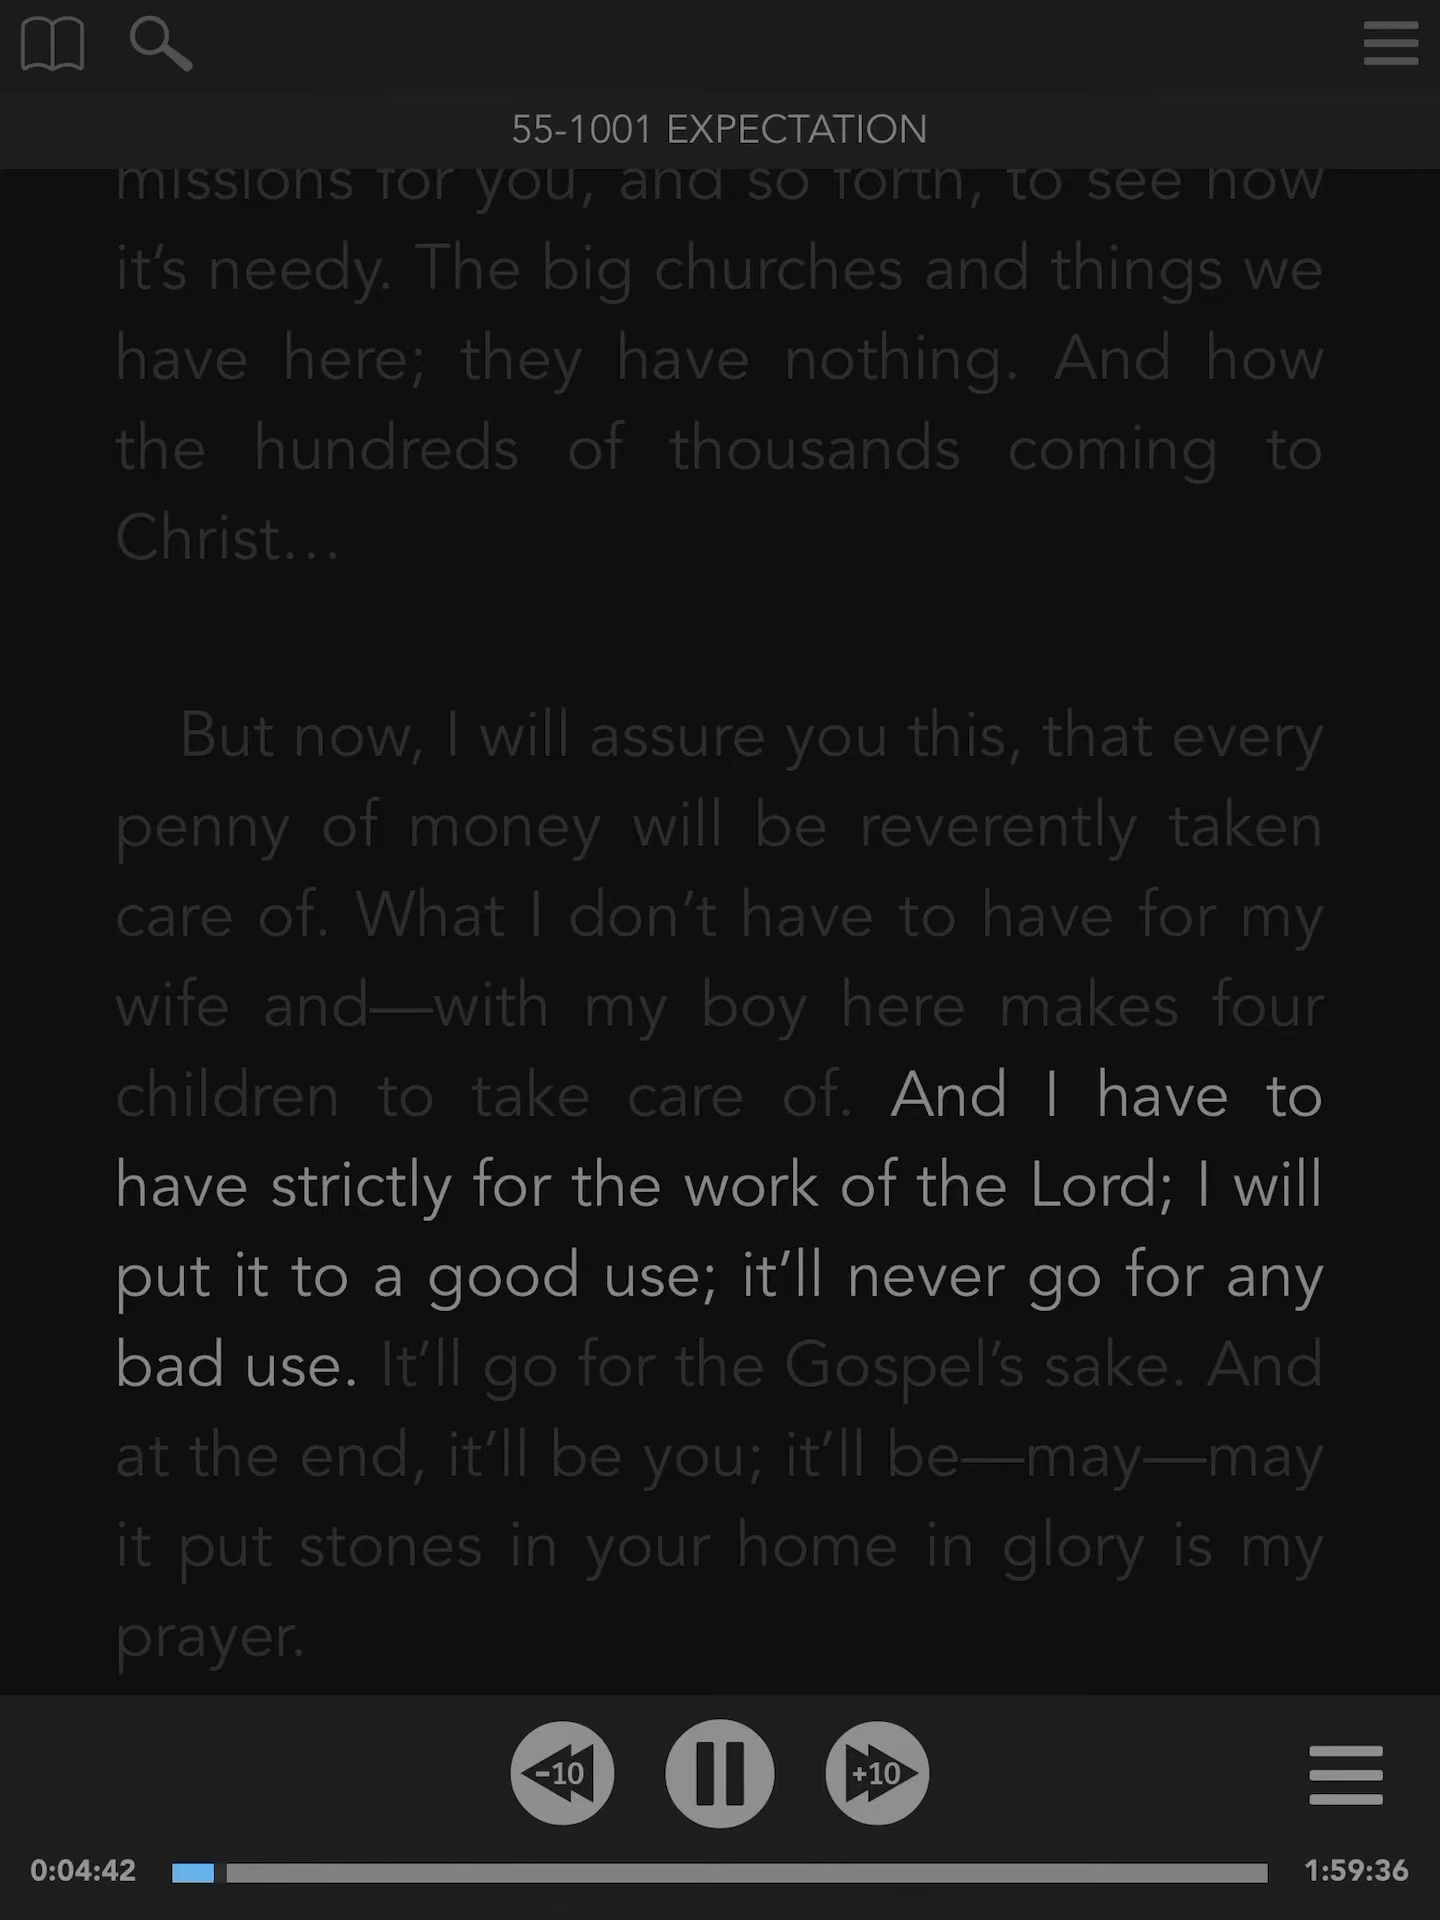 55-1001 EXPECTATION
missions for you, and so forth, to see how
it’s needy. The big churches and things we
have here; they have nothing. And how
the hundreds of thousands coming to
Christ…
But now, I will assure you this, that every
penny of money will be reverently taken
care of. What I don’t have to have for my
wife and—with my boy here makes four
children to take care of. And I have to
have strictly for the work of the Lord; I will
put it to a good use; it’ll never go for any
bad use. It’ll go for the Gospel’s sake. And
at the end, it’ll be you; it’ll be—may—may
it put stones in your home in glory is my
prayer.
-10 +10
0:04:42 1:59:36